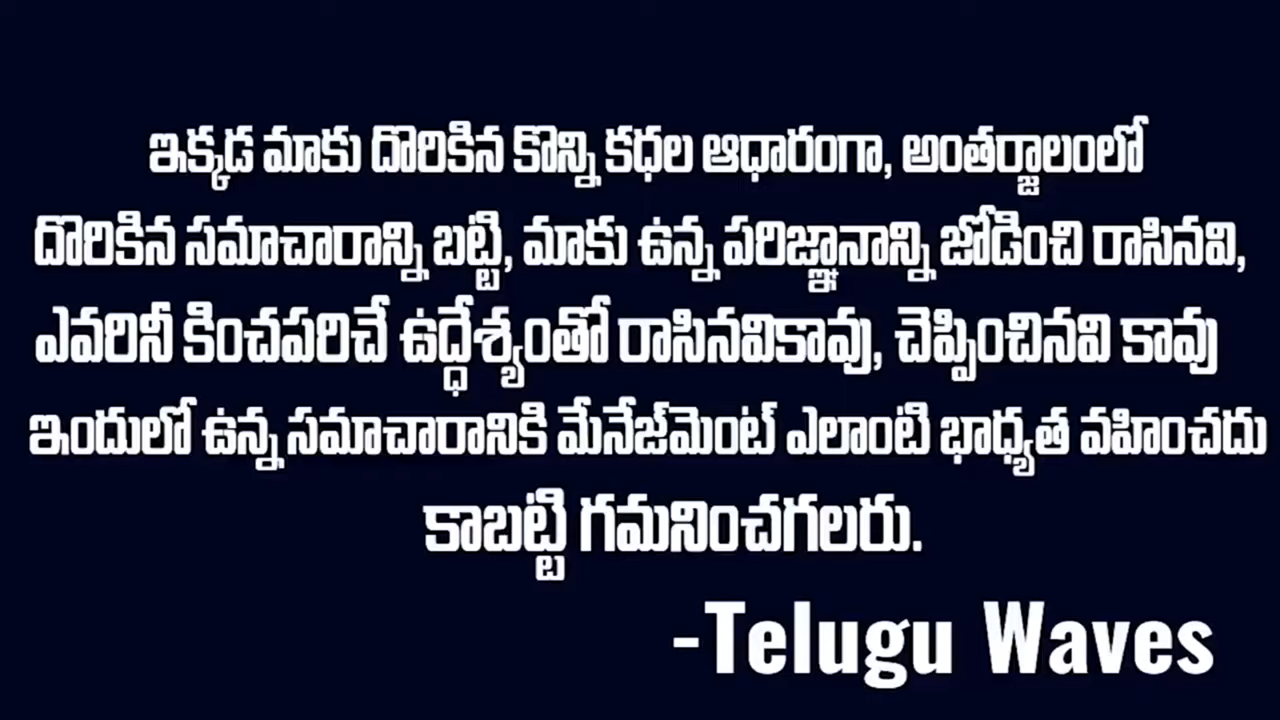 ఇక్కడ మాకు దొరికిన కొన్ని కధల ఆధారంగా, అంతర్జాలంలో
దొరికిన సమాచారాన్ని బట్టి, మాకు ఉన్న పరిజ్ఞానాన్ని జోడించి రాసినవి,
ఎవరినీ కించపరిచే ఉద్ధేశ్యంతో రాసినవికావు, చెప్పించినవి కావు
ఇందులో ఉన్న సమాచారానికి మేనేజ్‌మెంట్ ఎలాంటి భాధ్యత వహించదు
కాబట్టి గమనించగలరు.
-Telugu Waves